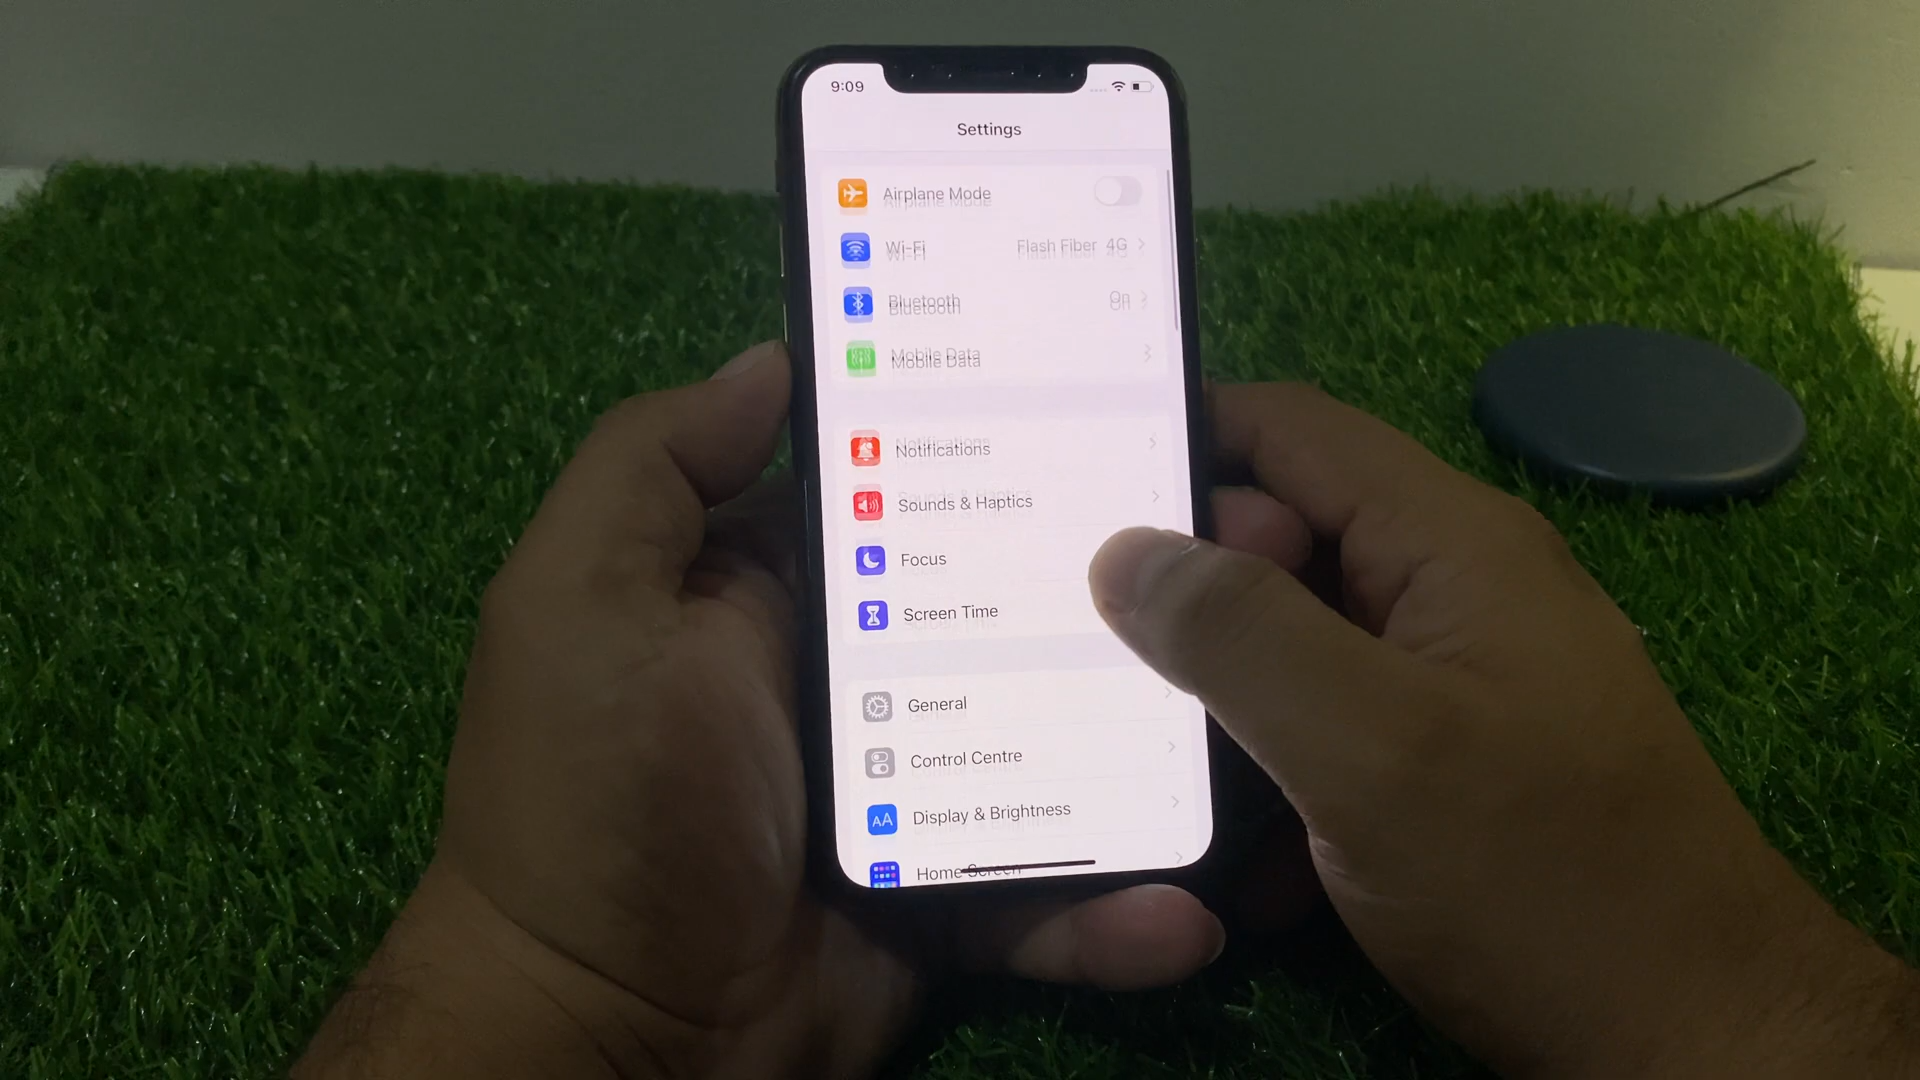 9:09
Settings
Airplane Mode
Wi-Fi Flash Fiber 4G
Bluetooth On
Mobile Data
Notifications
Sounds & Haptics
Focus
Screen Time
General
Control Centre
AA Display & Brightness
Home Screen